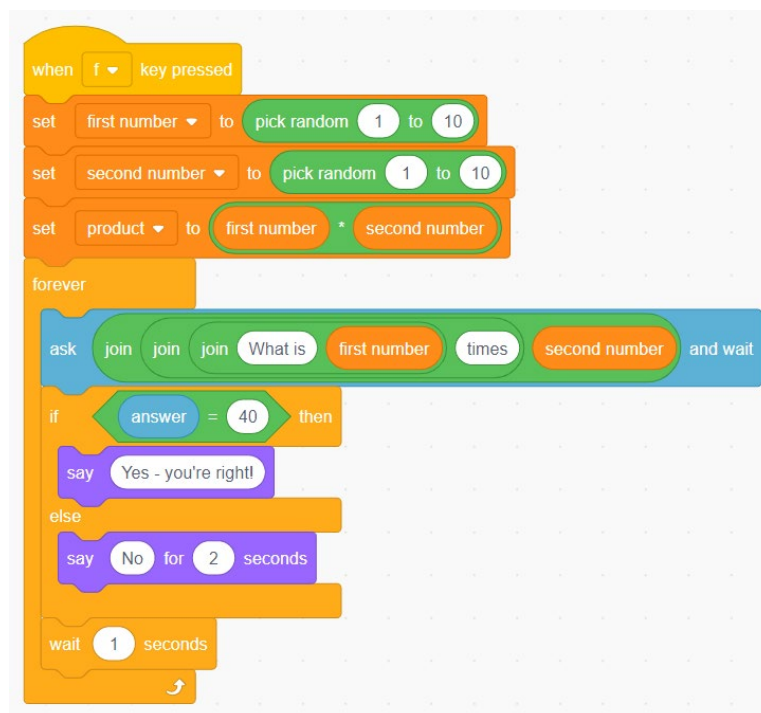 when f key pressed
set first number to pick random 1 to 10
set second number to pick random 1 to 10
set product to first number * second number
forever
ask join join join What is first number times second number and wait
if answer = 40 then
say Yes - you're right!
else
say No for 2 seconds
wait 1 seconds